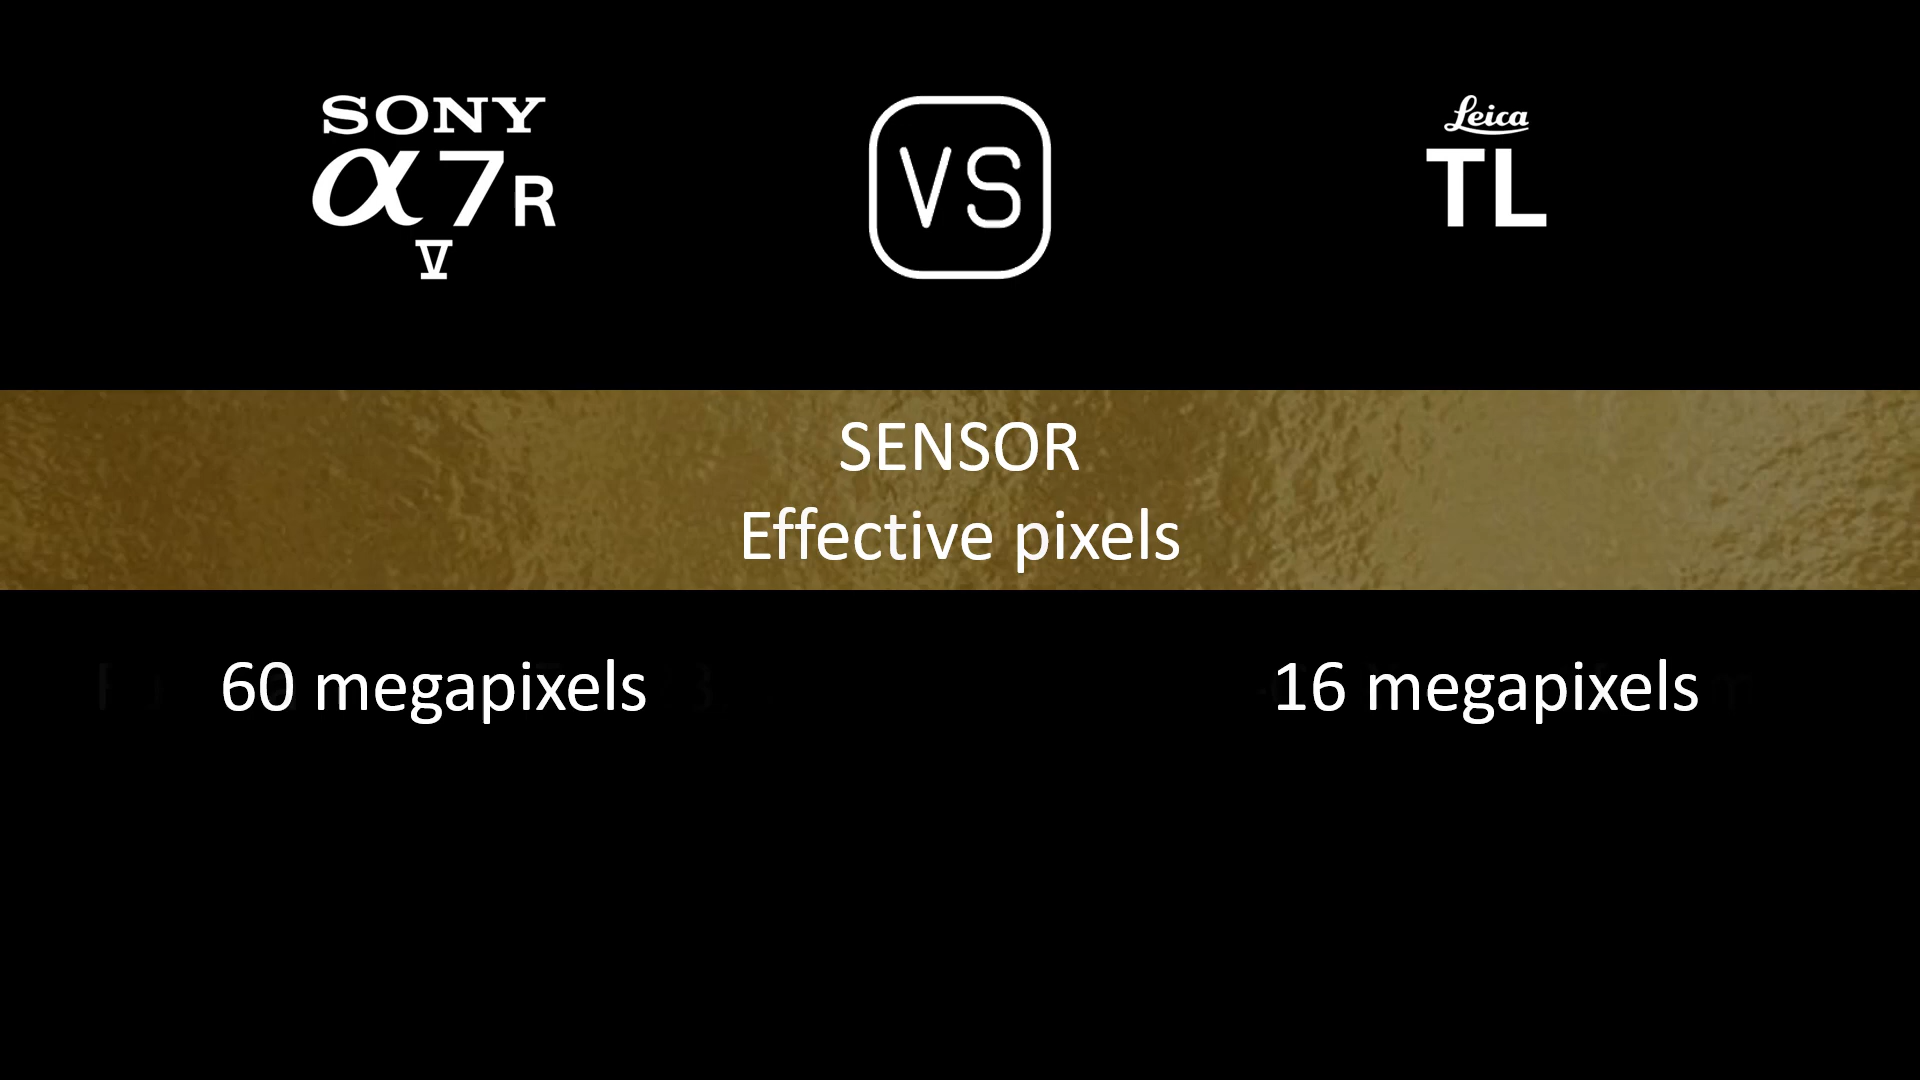 SONY
α7R
V
VS
Leica
TL
SENSOR
Effective pixels
60 megapixels
16 megapixels